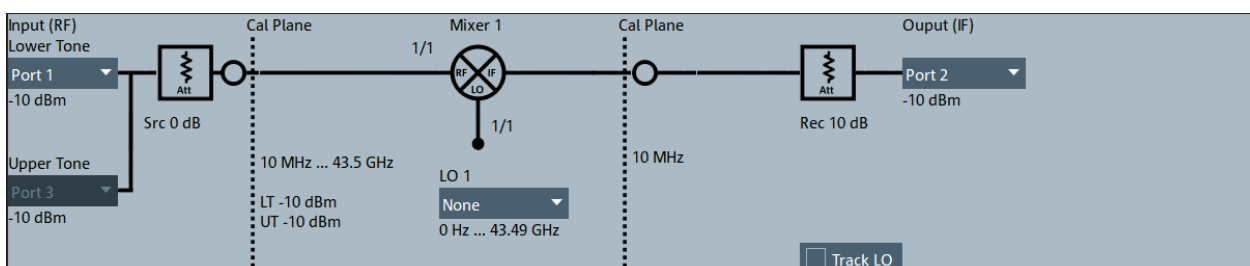 Input (RF)
Cal Plane
Mixer 1
Cal Plane
Ouput (IF)
Lower Tone
1/1
Port 1
Att
RF
IF
LO
Att
Port 2
-10 dBm
-10 dBm
Src 0 dB
1/1
Rec 10 dB
Upper Tone
10 MHz ... 43.5 GHz
10 MHz
LO 1
Port 3
LT -10 dBm
None
-10 dBm
UT -10 dBm
0 Hz ... 43.49 GHz
Track LO